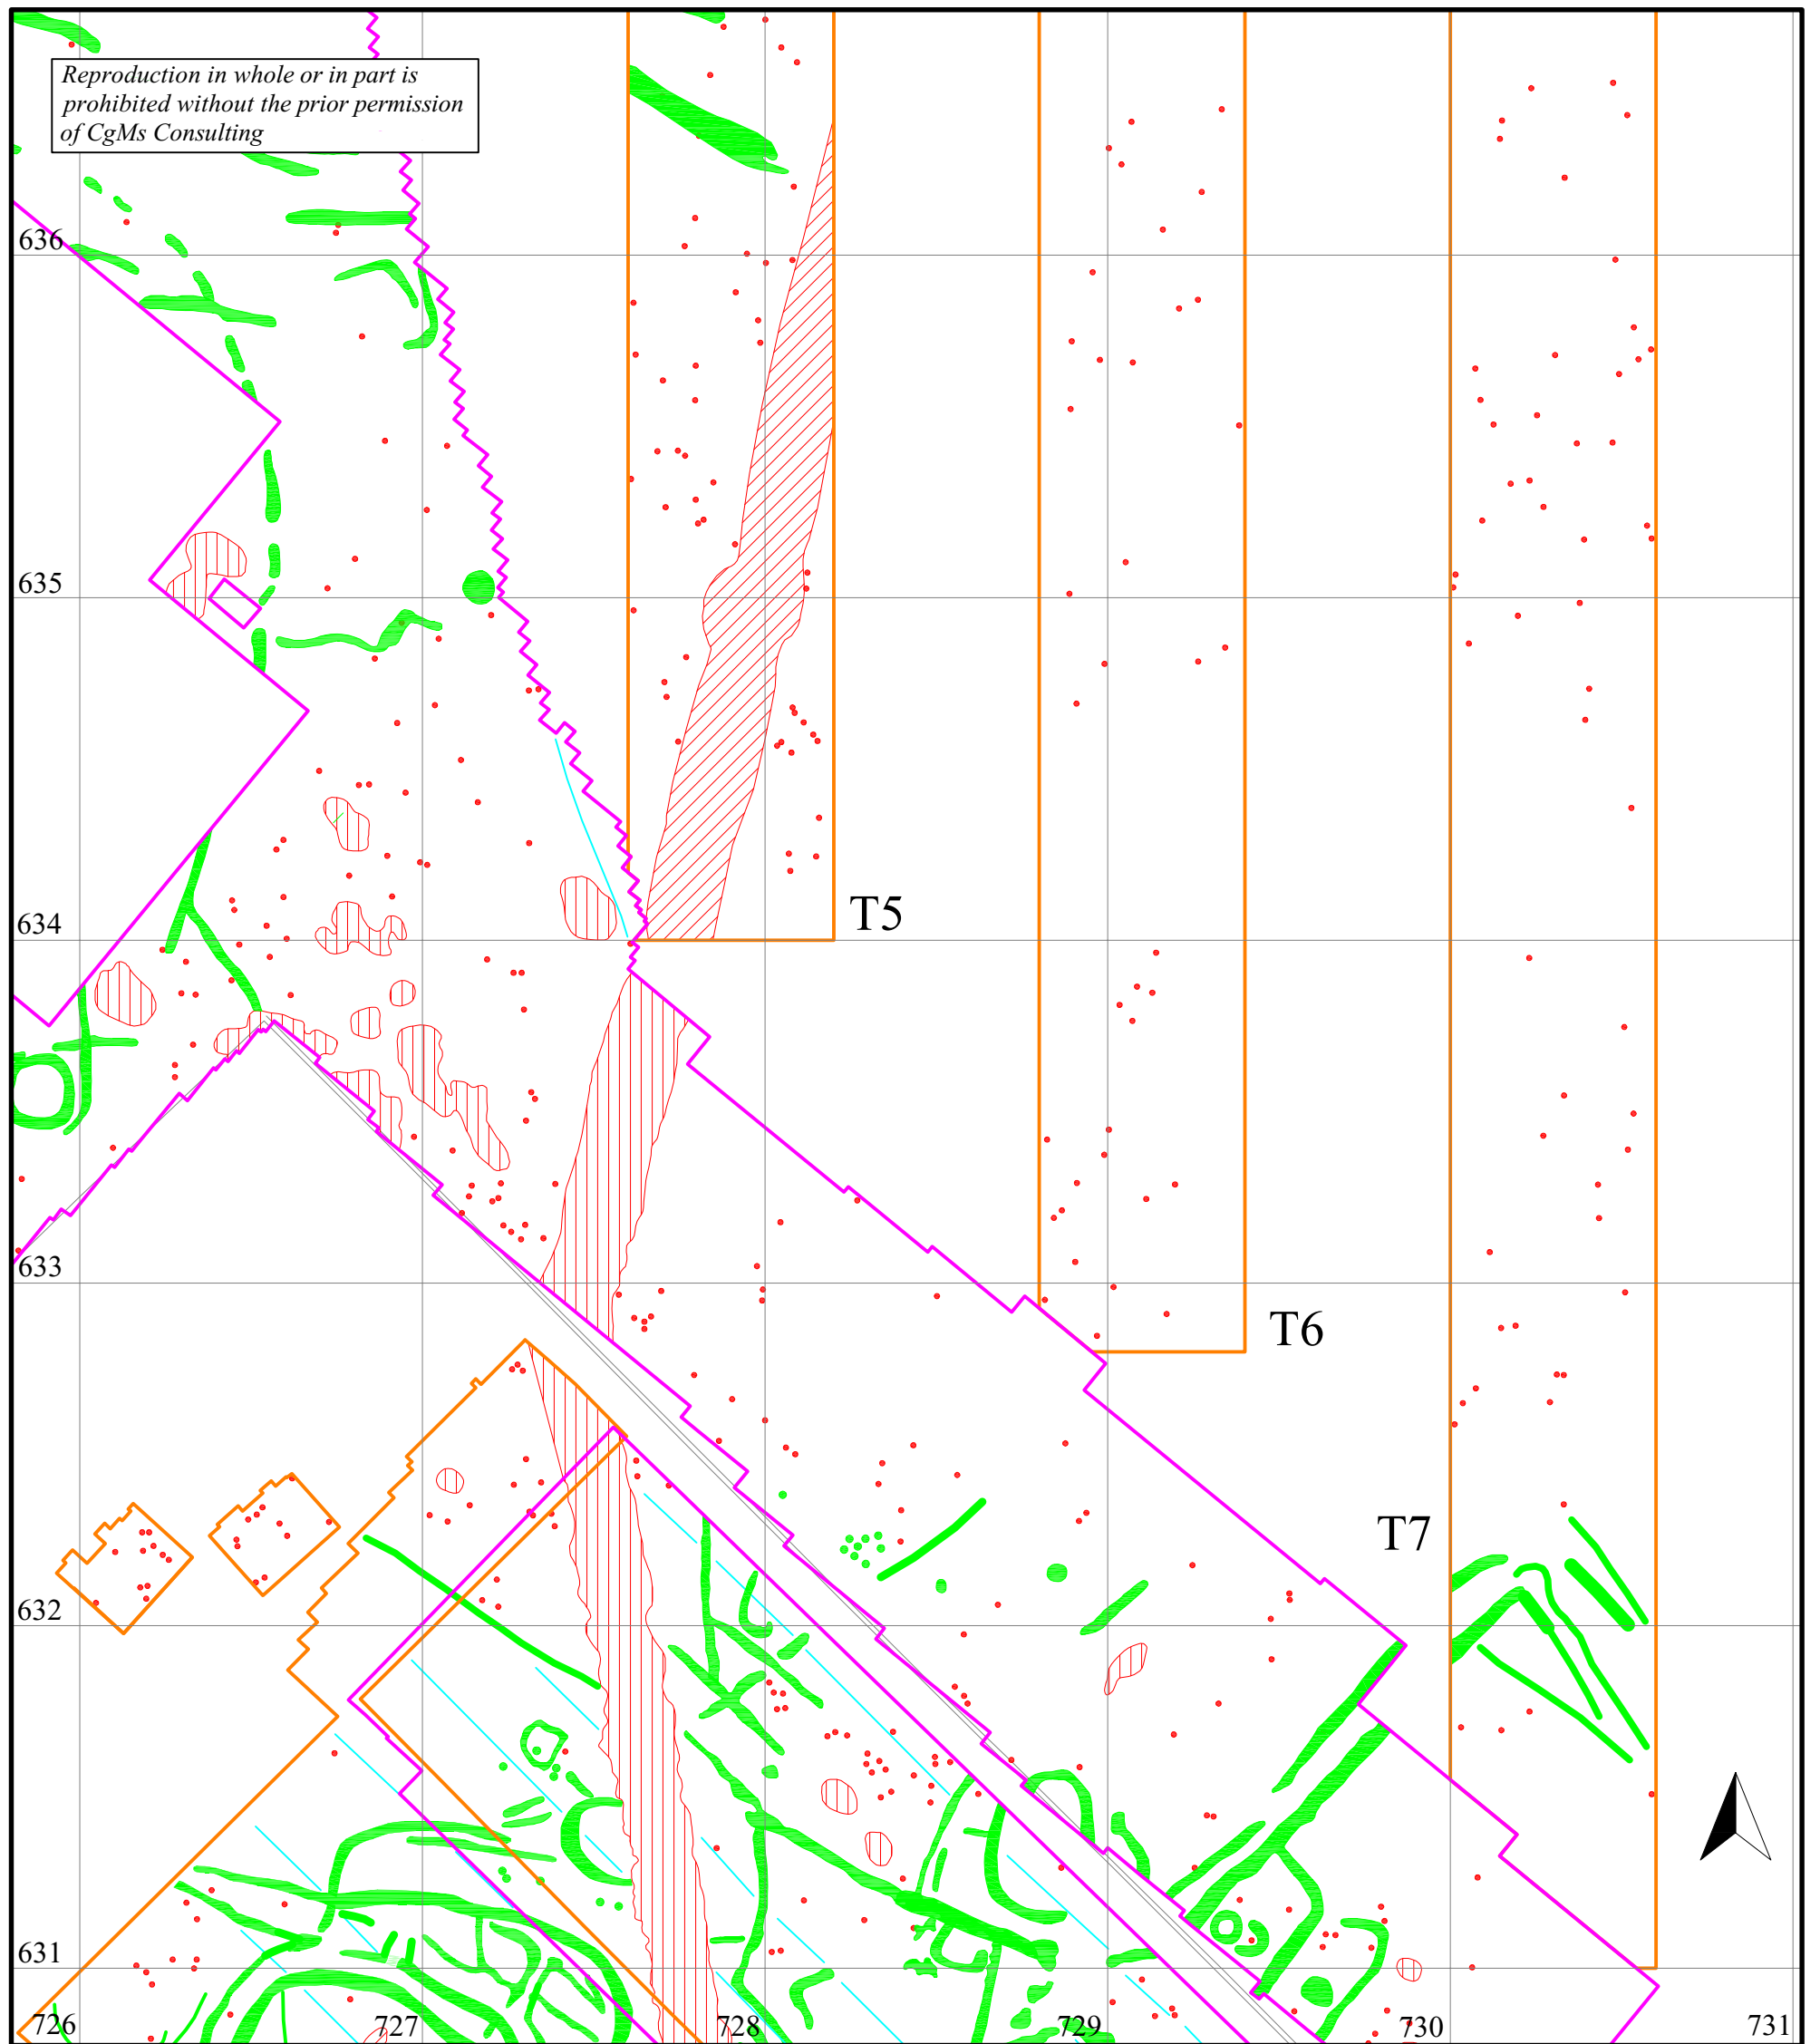 Reproduction in whole or in part is
prohibited without the prior permission
of CgMs Consulting
636
635
634
T5
633
T6
T7
632
631
726
727
728
729
730
731